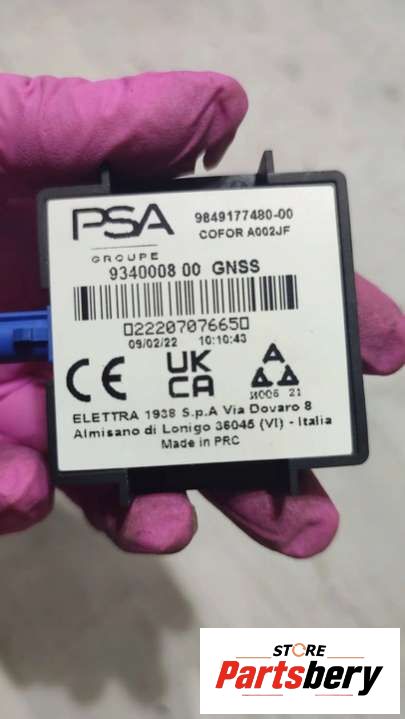 PSA
GROUPE
9849177480-00
COFOR A002JF
9340008 00 GNSS
022207076650
09/02/22 10:10:43
CE UK CA
ELETTRA 1938 S.p.A Via Dovaro 8
Almisano di Lonigo 36045 (VI) - Italia
Made in PRC
STORE
Partsbery